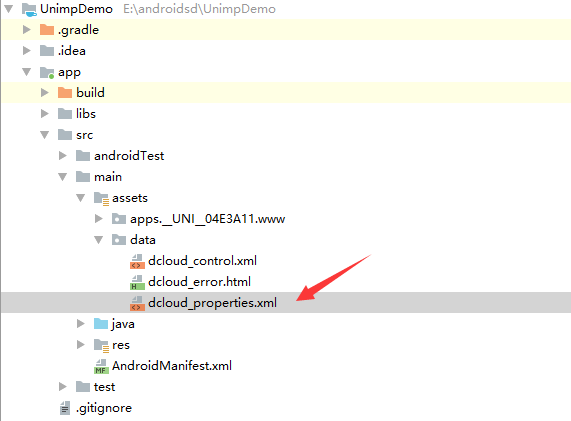 UnimpDemo E:\androidsd\UnimpDemo
.gradle
.idea
app
build
libs
src
androidTest
main
assets
apps.__UNI__04E3A11.www
data
dcloud_control.xml
dcloud_error.html
dcloud_properties.xml
java
res
AndroidManifest.xml
test
.gitignore